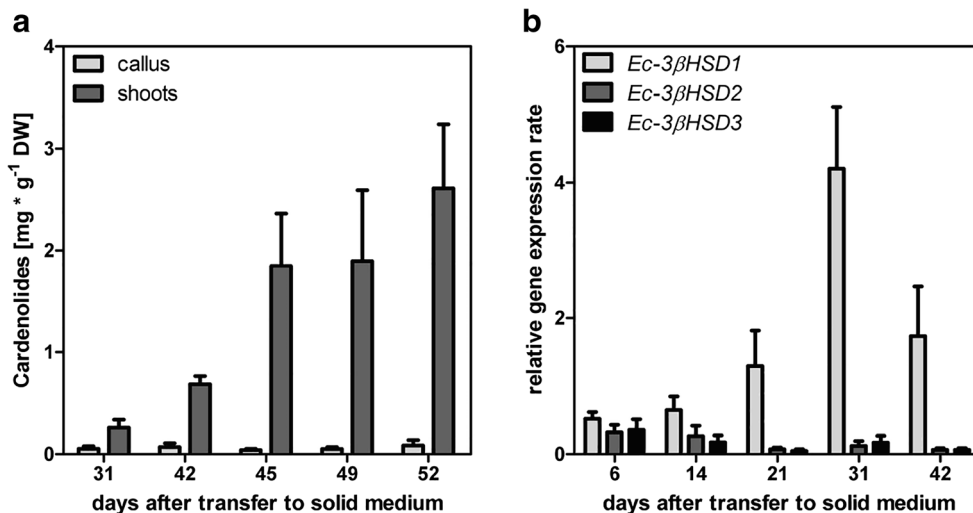 a
Cardenolides [mg * g⁻¹ DW]
4
3
2
1
0
callus
shoots
31 42 45 49 52
days after transfer to solid medium
b
relative gene expression rate
6
4
2
0
Ec-3βHSD1
Ec-3βHSD2
Ec-3βHSD3
6 14 21 31 42
days after transfer to solid medium